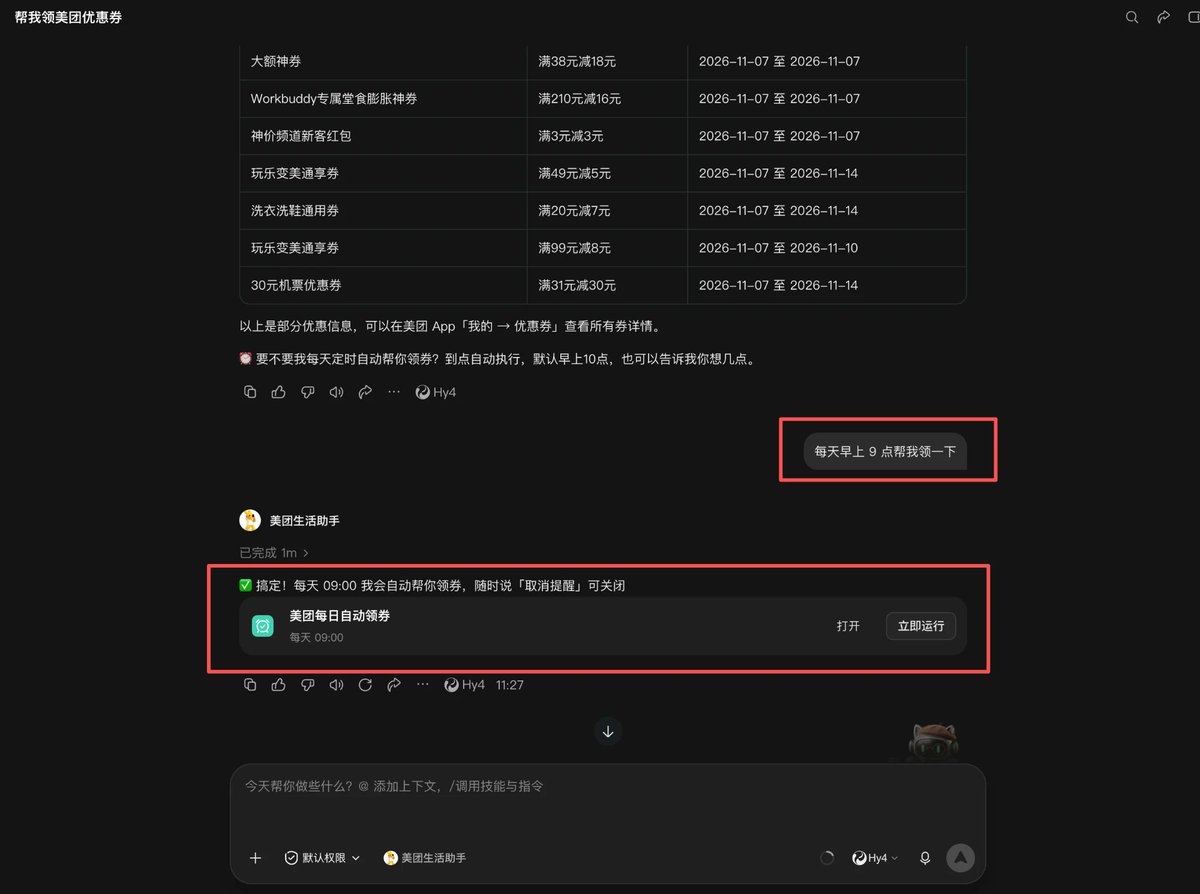 帮我领美团优惠券
大额神券 满38元减18元 2026-11-07 至 2026-11-07
Workbuddy专属堂食膨胀神券 满210元减16元 2026-11-07 至 2026-11-07
神价频道新客红包 满3元减3元 2026-11-07 至 2026-11-07
玩乐变美通享券 满49元减5元 2026-11-07 至 2026-11-14
洗衣洗鞋通用券 满20元减7元 2026-11-07 至 2026-11-14
玩乐变美通享券 满99元减8元 2026-11-07 至 2026-11-10
30元机票优惠券 满31元减30元 2026-11-07 至 2026-11-14
以上是部分优惠信息，可以在美团 App「我的 → 优惠券」查看所有券详情。
⏰ 要不要我每天定时自动帮你领券？到点自动执行，默认早上10点，也可以告诉我你想几点。
Hy4
每天早上 9 点帮我领一下
美团生活助手
已完成 1m >
✅ 搞定！每天 09:00 我会自动帮你领券，随时说「取消提醒」可关闭
美团每日自动领券
每天 09:00
打开 立即运行
Hy4 11:27
今天帮你做些什么？@ 添加上下文，/调用技能与指令
默认权限 美团生活助手 Hy4